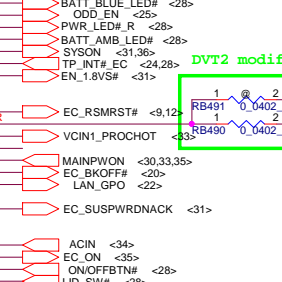 BATT_BLUE_LED# <28>
ODD_EN <25>
PWR_LED#_R <28>
BATT_AMB_LED# <28>
SYSON <31,36>
TP_INT#_EC <24,28>
EN_1.8VS# <31>
DVT2 modif
EC_RSMRST# <9,12>
1 @ 2
RB491 0_0402_
VCIN1_PROCHOT <33>
1 2
RB490 0_0402_
MAINPWON <30,33,35>
EC_BKOFF# <20>
LAN_GPO <22>
EC_SUSPWRDNACK <31>
ACIN <34>
EC_ON <35>
ON/OFFBTN# <28>
LID_SW# <28>